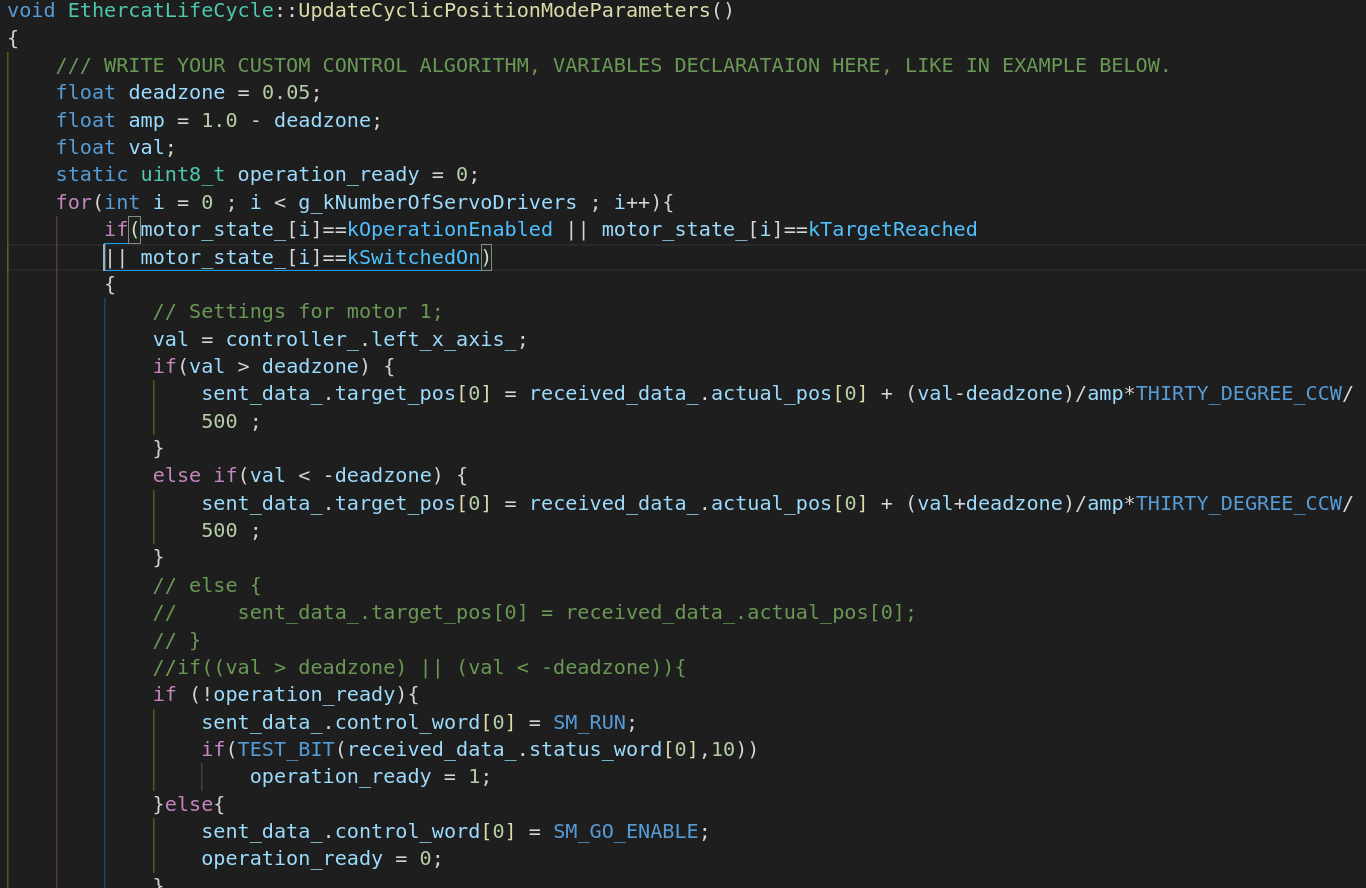 void EthercatLifeCycle::UpdateCyclicPositionModeParameters()
{
    /// WRITE YOUR CUSTOM CONTROL ALGORITHM, VARIABLES DECLARATAION HERE, LIKE IN EXAMPLE BELOW.
    float deadzone = 0.05;
    float amp = 1.0 - deadzone;
    float val;
    static uint8_t operation_ready = 0;
    for(int i = 0 ; i < g_kNumberOfServoDrivers ; i++){
        if(motor_state_[i]==kOperationEnabled || motor_state_[i]==kTargetReached
        || motor_state_[i]==kSwitchedOn)
        {
            // Settings for motor 1;
            val = controller_.left_x_axis_;
            if(val > deadzone) {
                sent_data_.target_pos[0] = received_data_.actual_pos[0] + (val-deadzone)/amp*THIRTY_DEGREE_CCW/
                500 ;
            }
            else if(val < -deadzone) {
                sent_data_.target_pos[0] = received_data_.actual_pos[0] + (val+deadzone)/amp*THIRTY_DEGREE_CCW/
                500 ;
            }
            // else {
            //     sent_data_.target_pos[0] = received_data_.actual_pos[0];
            // }
            //if((val > deadzone) || (val < -deadzone)){
            if (!operation_ready){
                sent_data_.control_word[0] = SM_RUN;
                if(TEST_BIT(received_data_.status_word[0],10))
                    operation_ready = 1;
            }else{
                sent_data_.control_word[0] = SM_GO_ENABLE;
                operation_ready = 0;
            }